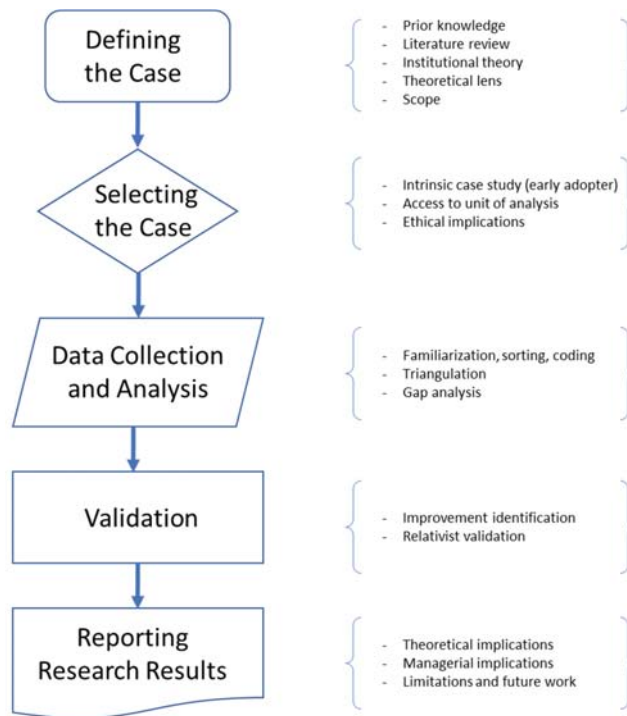 Defining
the Case
- Prior knowledge
- Literature review
- Institutional theory
- Theoretical lens
- Scope
Selecting
the Case
- Intrinsic case study (early adopter)
- Access to unit of analysis
- Ethical implications
Data Collection
and Analysis
- Familiarization, sorting, coding
- Triangulation
- Gap analysis
Validation
- Improvement identification
- Relativist validation
Reporting
Research Results
- Theoretical implications
- Managerial implications
- Limitations and future work